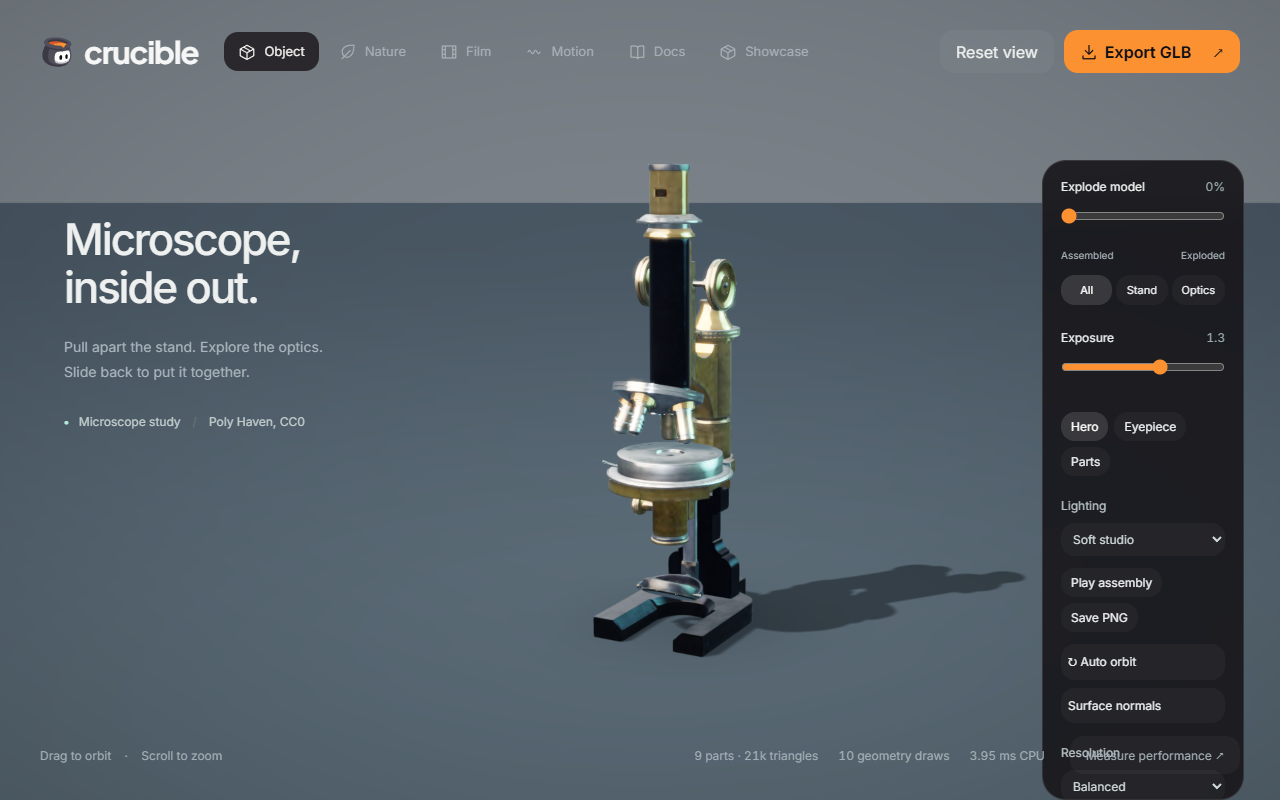 crucible
Object
Nature
Film
Motion
Docs
Showcase
Reset view
Export GLB ↗
Microscope,
inside out.
Pull apart the stand. Explore the optics.
Slide back to put it together.
• Microscope study / Poly Haven, CC0
Explode model 0%
Assembled Exploded
All Stand Optics
Exposure 1.3
Hero Eyepiece
Parts
Lighting
Soft studio
Play assembly
Save PNG
↻ Auto orbit
Surface normals
Resolution
Balanced
Drag to orbit · Scroll to zoom
9 parts · 21k triangles 10 geometry draws 3.95 ms CPU
Measure performance ↗